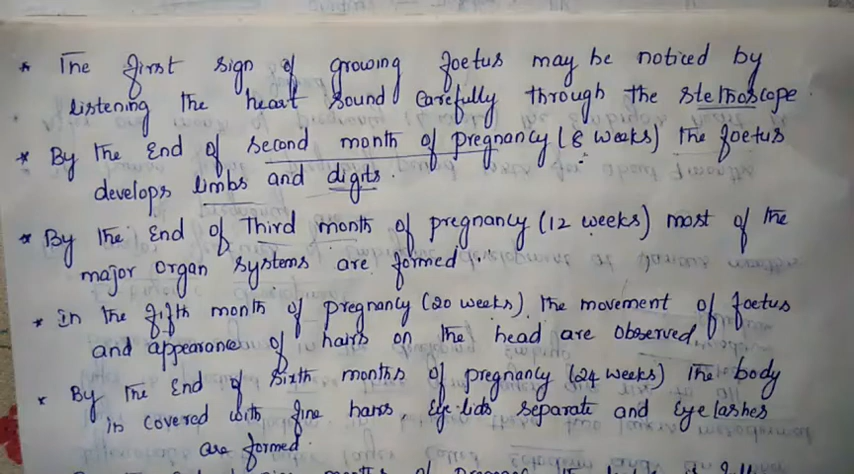 * The first sign of growing foetus may be noticed by
listening the heart sound carefully through the stethoscope.
* By the End of second month of pregnancy (8 weeks) the foetus
develops limbs and digits.
* By the End of Third month of pregnancy (12 weeks) most of the
major organ systems are formed.
* In the fifth month of pregnancy (20 weeks) the movement of foetus
and appearance of hairs on the head are observed
* By the End of Sixth months of pregnancy (24 weeks) The body
in covered with fine hairs, Eye-lids separate and Eyelashes
are formed.